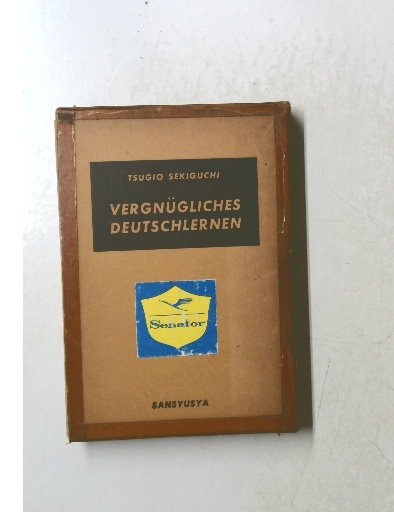 TSUGIO SEKIGUCHI
VERGNÜGLICHES
DEUTSCHLERNEN
Senator
SANSYUSYA